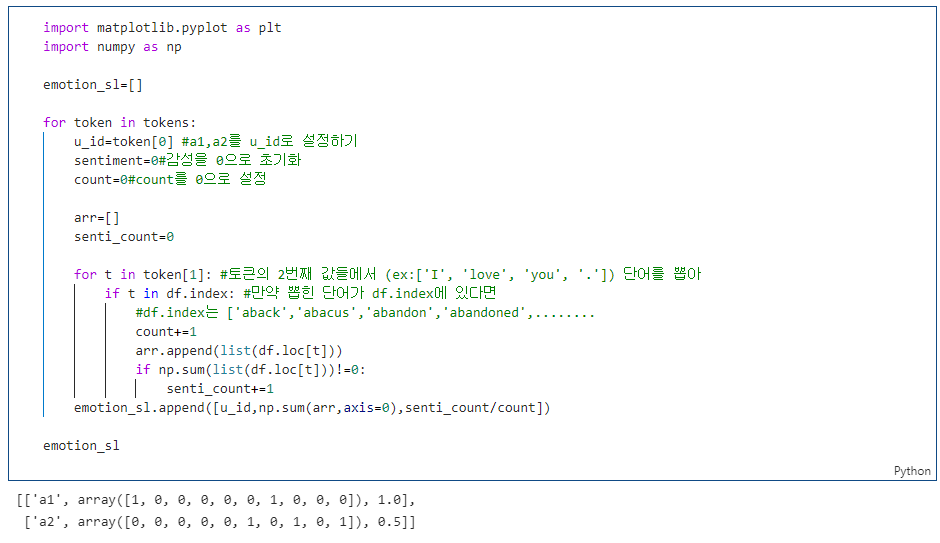 import matplotlib.pyplot as plt
import numpy as np
emotion_sl=[]
for token in tokens:
u_id=token[0] #a1,a2를 u_id로 설정하기
sentiment=0#감성을 0으로 초기화
count=0#count를 0으로 설정
arr=[]
senti_count=0
for t in token[1]: #토큰의 2번째 값들에서 (ex:['I', 'love', 'you', '.']) 단어를 뽑아
if t in df.index: #만약 뽑힌 단어가 df.index에 있다면
#df.index는 ['aback','abacus','abandon','abandoned',........
count+=1
arr.append(list(df.loc[t]))
if np.sum(list(df.loc[t]))!=0:
senti_count+=1
emotion_sl.append([u_id,np.sum(arr,axis=0),senti_count/count])
emotion_sl
Python
[['a1', array([1, 0, 0, 0, 0, 0, 1, 0, 0, 0]), 1.0],
['a2', array([0, 0, 0, 0, 0, 1, 0, 1, 0, 1]), 0.5]]